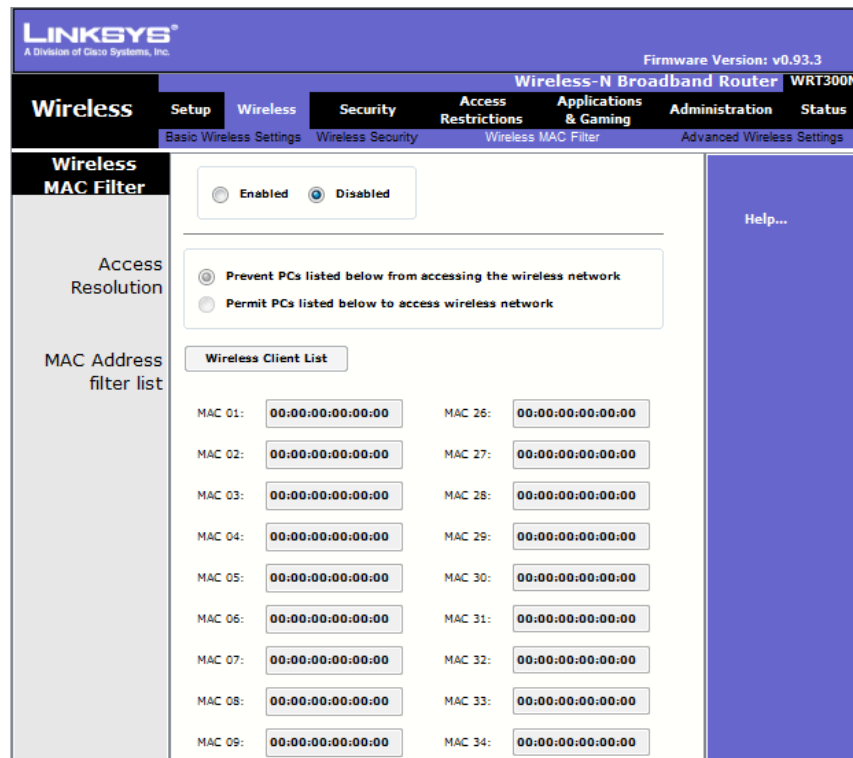 LINKSYS®
A Division of Cisco Systems, Inc.
Firmware Version: v0.93.3
Wireless-N Broadband Router WRT300N
Wireless
Setup Wireless Security Access Restrictions Applications & Gaming Administration Status
Basic Wireless Settings Wireless Security Wireless MAC Filter Advanced Wireless Settings
Wireless
MAC Filter
Enabled Disabled
Help...
Access
Resolution
Prevent PCs listed below from accessing the wireless network
Permit PCs listed below to access wireless network
MAC Address
filter list
Wireless Client List
MAC 01: 00:00:00:00:00:00 MAC 26: 00:00:00:00:00:00
MAC 02: 00:00:00:00:00:00 MAC 27: 00:00:00:00:00:00
MAC 03: 00:00:00:00:00:00 MAC 28: 00:00:00:00:00:00
MAC 04: 00:00:00:00:00:00 MAC 29: 00:00:00:00:00:00
MAC 05: 00:00:00:00:00:00 MAC 30: 00:00:00:00:00:00
MAC 06: 00:00:00:00:00:00 MAC 31: 00:00:00:00:00:00
MAC 07: 00:00:00:00:00:00 MAC 32: 00:00:00:00:00:00
MAC 08: 00:00:00:00:00:00 MAC 33: 00:00:00:00:00:00
MAC 09: 00:00:00:00:00:00 MAC 34: 00:00:00:00:00:00